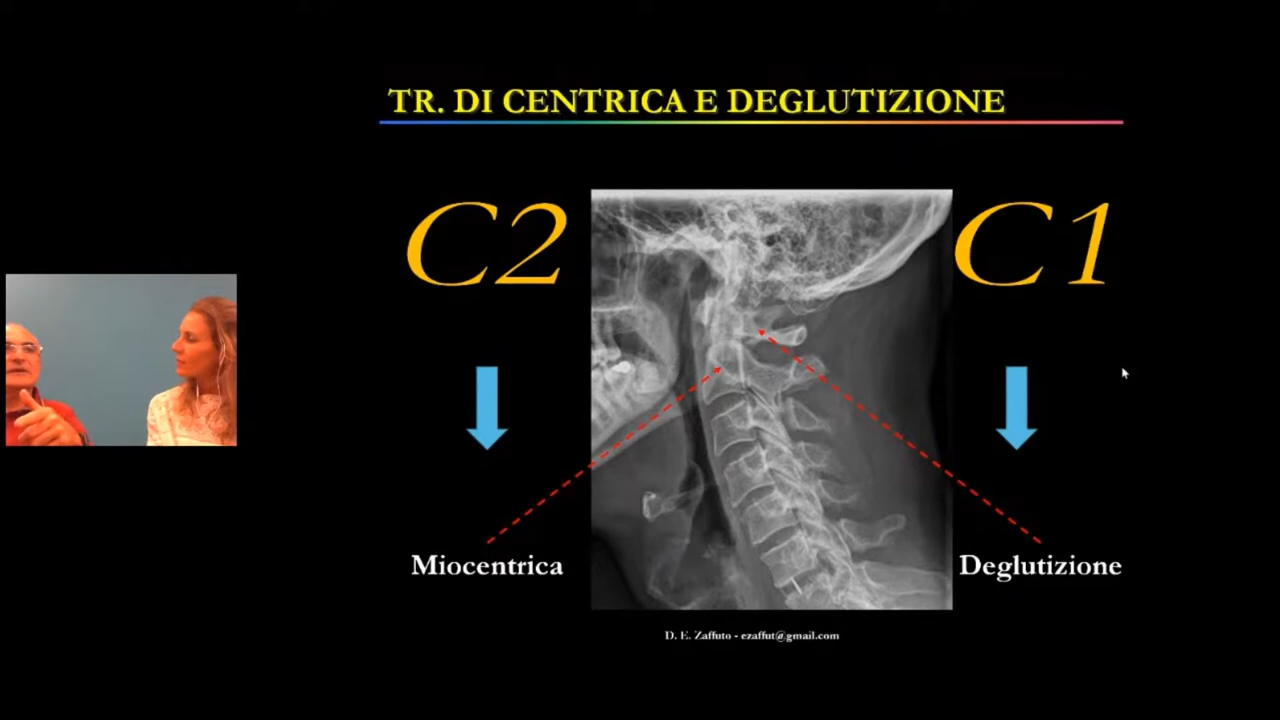 TR. DI CENTRICA E DEGLUTIZIONE
C2
C1
Miocentrica
Deglutizione
D. E. Zaffuto - ezaffut@gmail.com